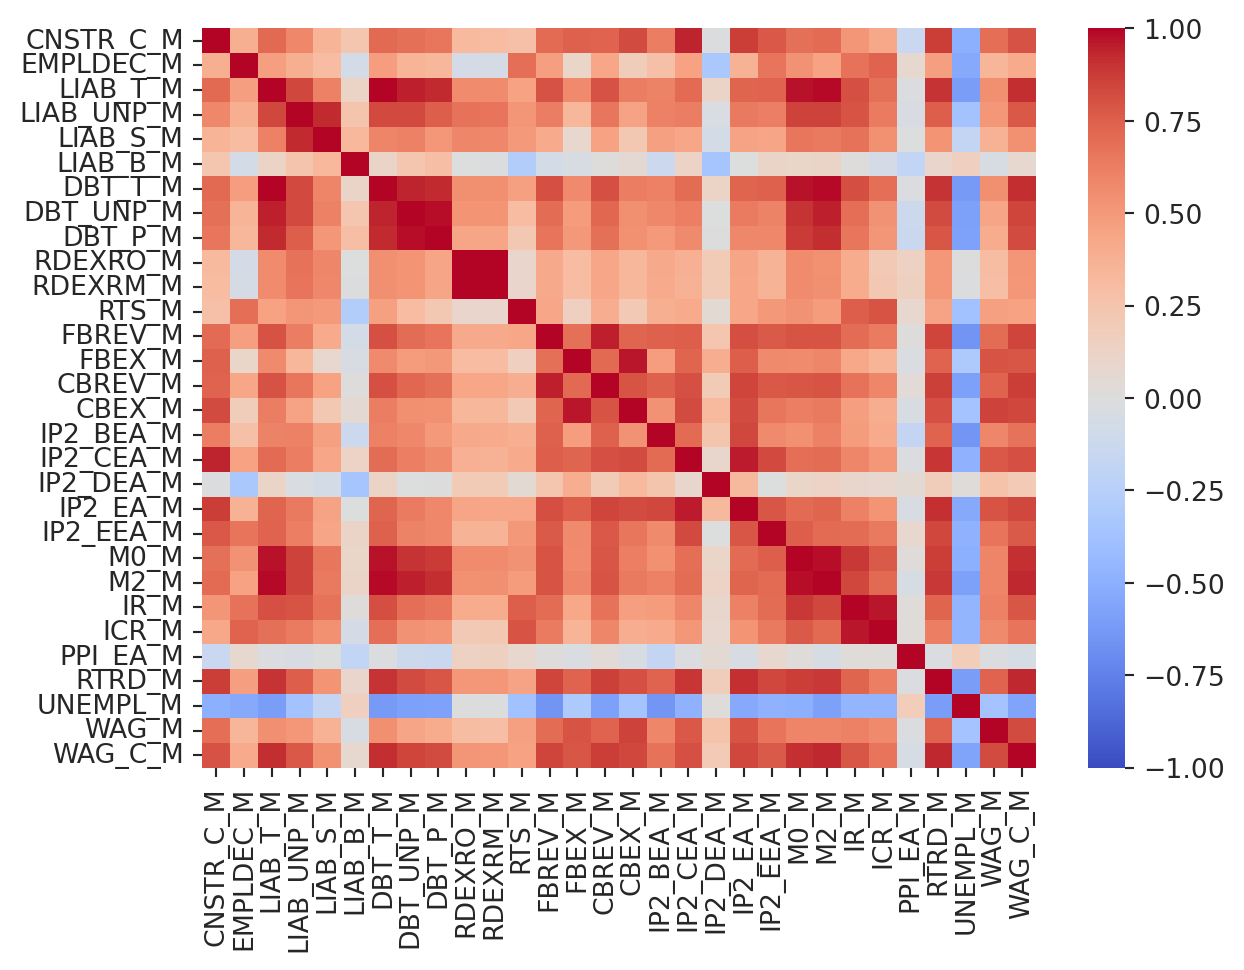 CNSTR_C_M
EMPLDEC_M
LIAB_T_M
LIAB_UNP_M
LIAB_S_M
LIAB_B_M
DBT_T_M
DBT_UNP_M
DBT_P_M
RDEXRO_M
RDEXRM_M
RTS_M
FBREV_M
FBEX_M
CBREV_M
CBEX_M
IP2_BEA_M
IP2_CEA_M
IP2_DEA_M
IP2_EA_M
IP2_EEA_M
M0_M
M2_M
IR_M
ICR_M
PPI_EA_M
RTRD_M
UNEMPL_M
WAG_M
WAG_C_M
CNSTR_C_M
EMPLDEC_M
LIAB_T_M
LIAB_UNP_M
LIAB_S_M
LIAB_B_M
DBT_T_M
DBT_UNP_M
DBT_P_M
RDEXRO_M
RDEXRM_M
RTS_M
FBREV_M
FBEX_M
CBREV_M
CBEX_M
IP2_BEA_M
IP2_CEA_M
IP2_DEA_M
IP2_EA_M
IP2_EEA_M
M0_M
M2_M
IR_M
ICR_M
PPI_EA_M
RTRD_M
UNEMPL_M
WAG_M
WAG_C_M
1.00
0.75
0.50
0.25
0.00
−0.25
−0.50
−0.75
−1.00